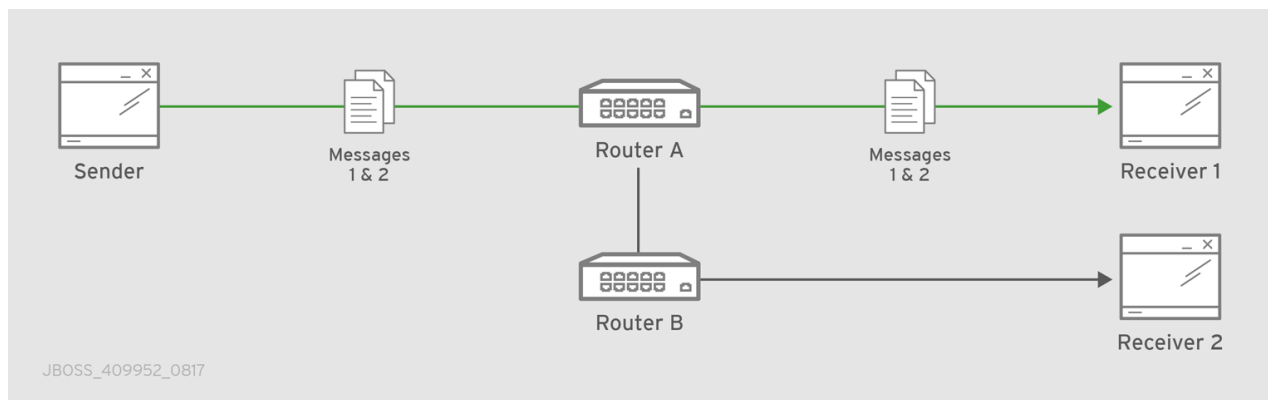 Sender
Messages
1 & 2
Router A
Messages
1 & 2
Receiver 1
Router B
Receiver 2
JBOSS_409952_0817